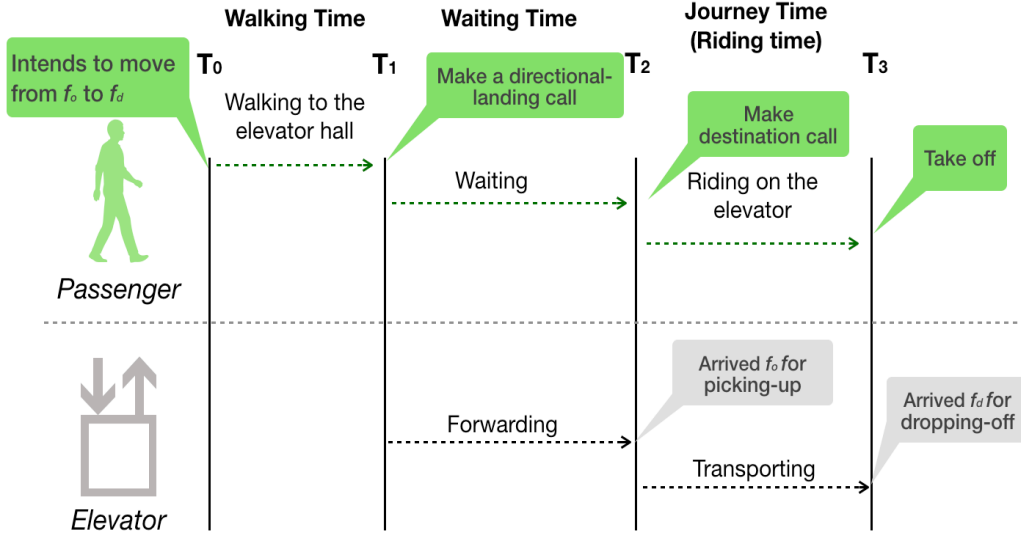 Walking Time
Waiting Time
Journey Time
(Riding time)
Intends to move
from fo to fd
T0
T1
T2
T3
Make a directional-
landing call
Walking to the
elevator hall
Make
destination call
Take off
Waiting
Riding on the
elevator
Passenger
Arrived fo for
picking-up
Arrived fd for
dropping-off
Forwarding
Transporting
Elevator